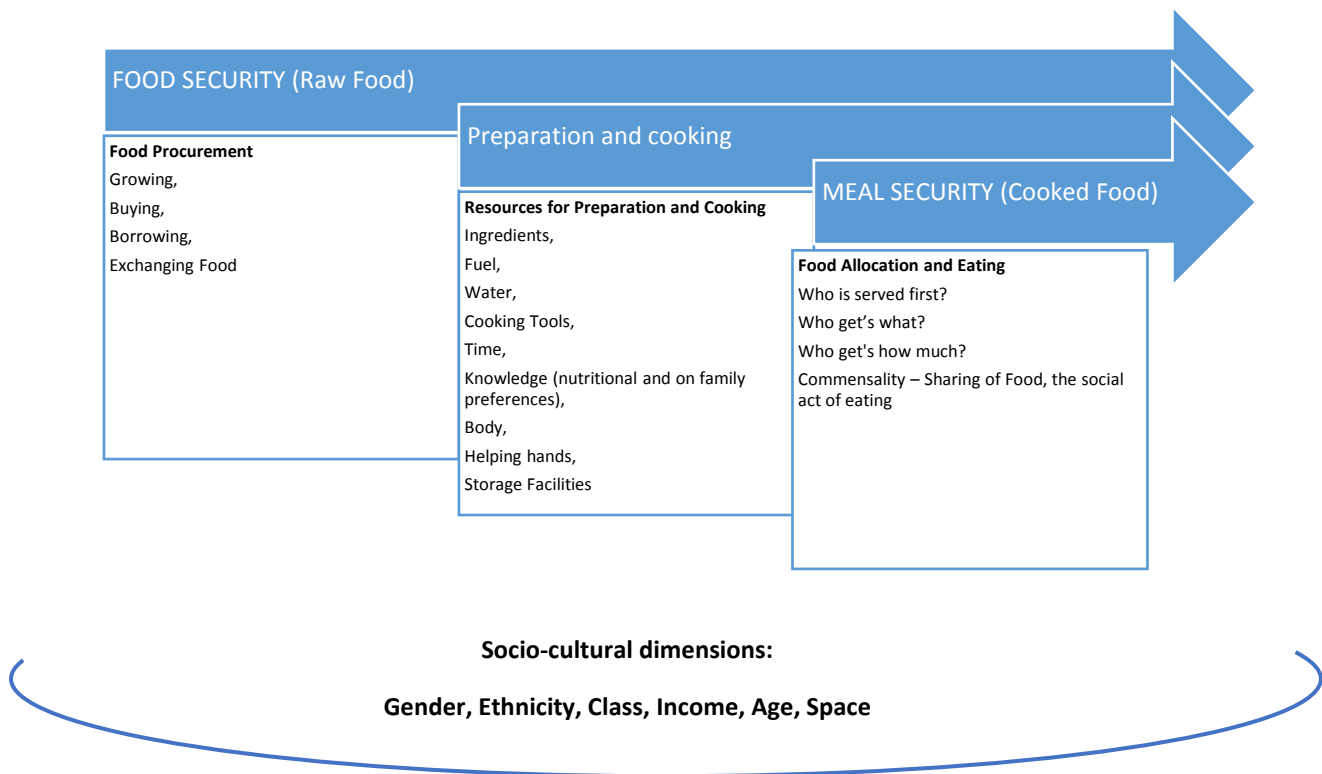 FOOD SECURITY (Raw Food)
Food Procurement
Growing,
Buying,
Borrowing,
Exchanging Food
Preparation and cooking
Resources for Preparation and Cooking
Ingredients,
Fuel,
Water,
Cooking Tools,
Time,
Knowledge (nutritional and on family
preferences),
Body,
Helping hands,
Storage Facilities
MEAL SECURITY (Cooked Food)
Food Allocation and Eating
Who is served first?
Who get’s what?
Who get's how much?
Commensality – Sharing of Food, the social
act of eating
Socio-cultural dimensions:
Gender, Ethnicity, Class, Income, Age, Space